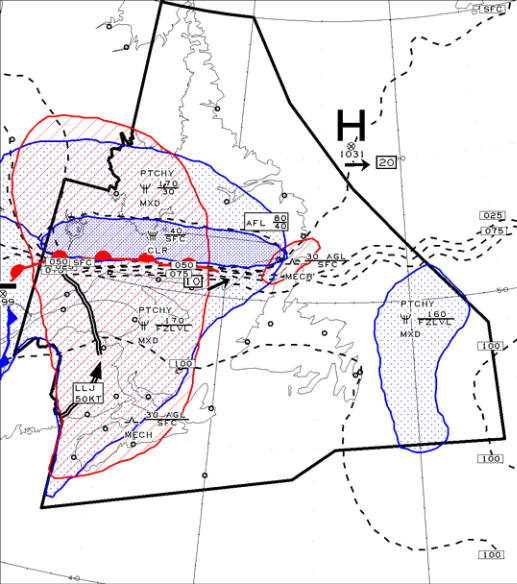 SFC
H
1031
20
PTCHY
170
30
MXD
025
075
AFL
80
40
40
SFC
CLR
050
SFC
050
075
10
30 AGL
SFC
MECH
50
99
PTCHY
170
FZLVL
MXD
PTCHY
160
FZLVL
MXD
100
100
LLJ
50KT
30 AGL
SFC
MECH
100
100
40